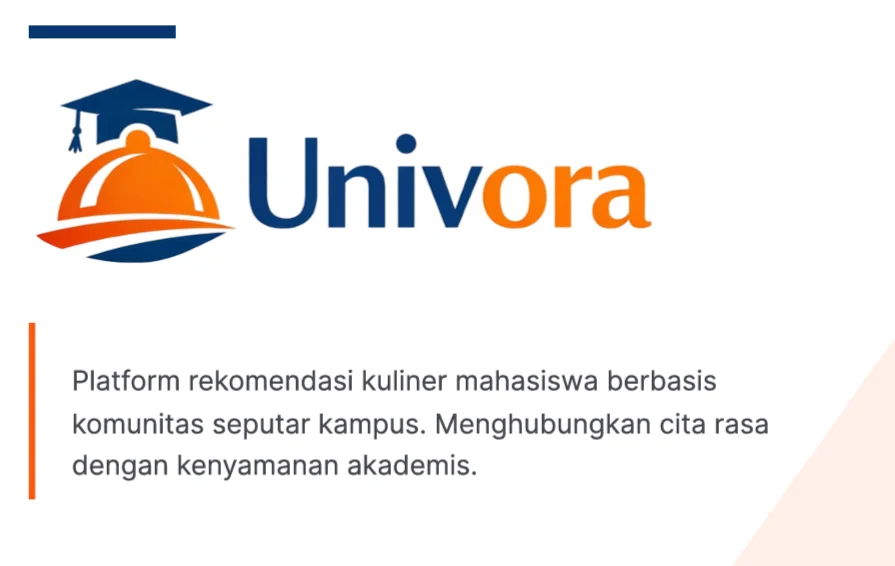 Univora
Platform rekomendasi kuliner mahasiswa berbasis
komunitas seputar kampus. Menghubungkan cita rasa
dengan kenyamanan akademis.